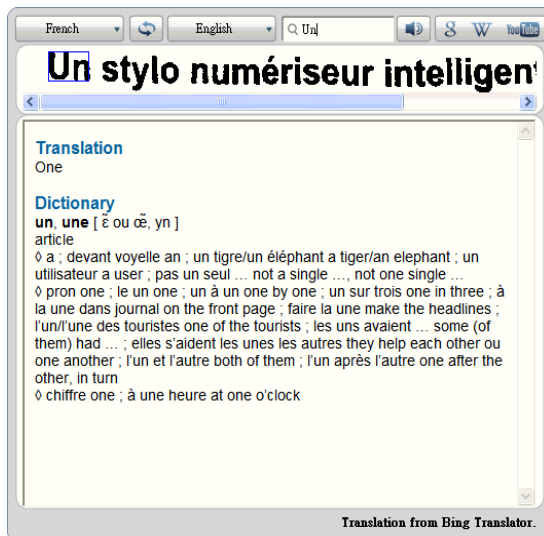 French English Un 8 W YouTube
Un stylo numériseur intelligent
Translation
One
Dictionary
un, une [ ɛ̃ ou œ̃, yn ]
article
◊ a ; devant voyelle an ; un tigre/un éléphant a tiger/an elephant ; un
utilisateur a user ; pas un seul … not a single …, not one single …
◊ pron one ; le un one ; un à un one by one ; un sur trois one in three ; à
la une dans journal on the front page ; faire la une make the headlines ;
l'un/l'une des touristes one of the tourists ; les uns avaient … some (of
them) had … ; elles s'aident les unes les autres they help each other ou
one another ; l'un et l'autre both of them ; l'un après l'autre one after the
other, in turn
◊ chiffre one ; à une heure at one o'clock
Translation from Bing Translator.